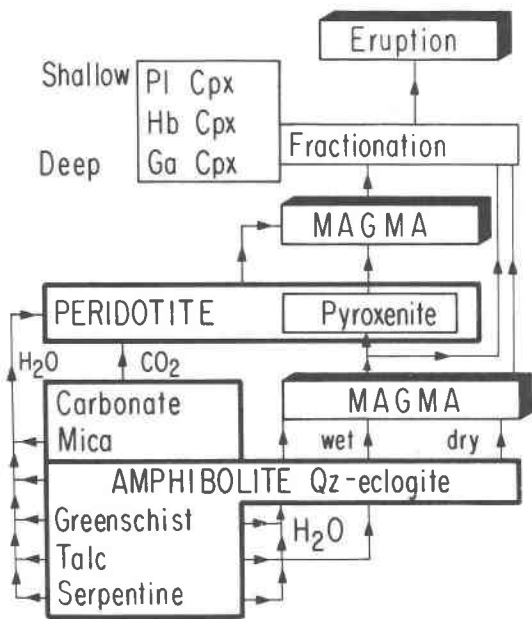 Eruption
Shallow
Pl Cpx
Hb Cpx
Deep
Ga Cpx
Fractionation
MAGMA
PERIDOTITE
Pyroxenite
H₂O
CO₂
Carbonate
Mica
MAGMA
wet
dry
AMPHIBOLITE Qz-eclogite
Greenschist
H₂O
Talc
Serpentine